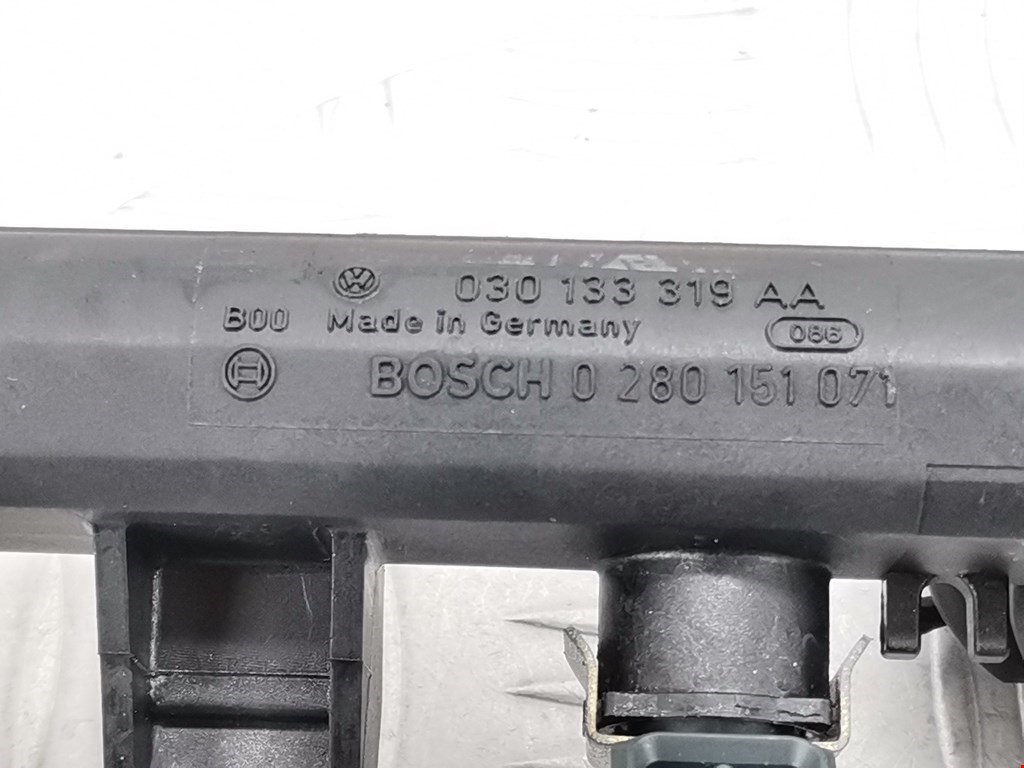 030 133 319 AA
B00 Made in Germany 086
BOSCH 0 280 151 071